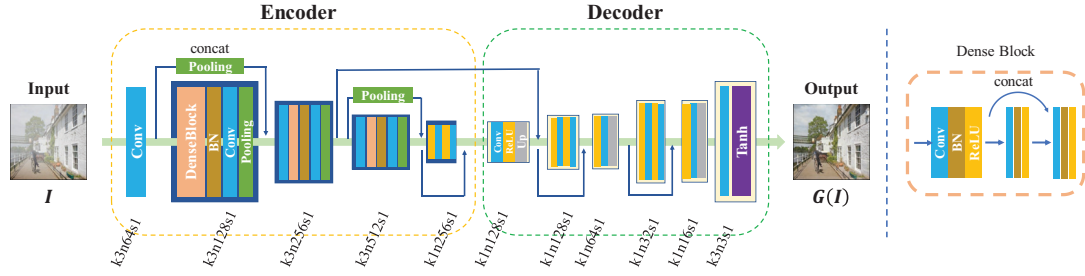 Encoder
Decoder
Input
concat
Pooling
Conv
DenseBlock
BN
Conv
Pooling
Pooling
Conv
ReLU
Up
Tanh
Output
I
G(I)
k3n64s1
k3n128s1
k3n256s1
k3n512s1
k1n256s1
k1n128s1
k1n128s1
k1n64s1
k1n32s1
k1n16s1
k3n3s1
Dense Block
concat
Conv
BN
ReLU